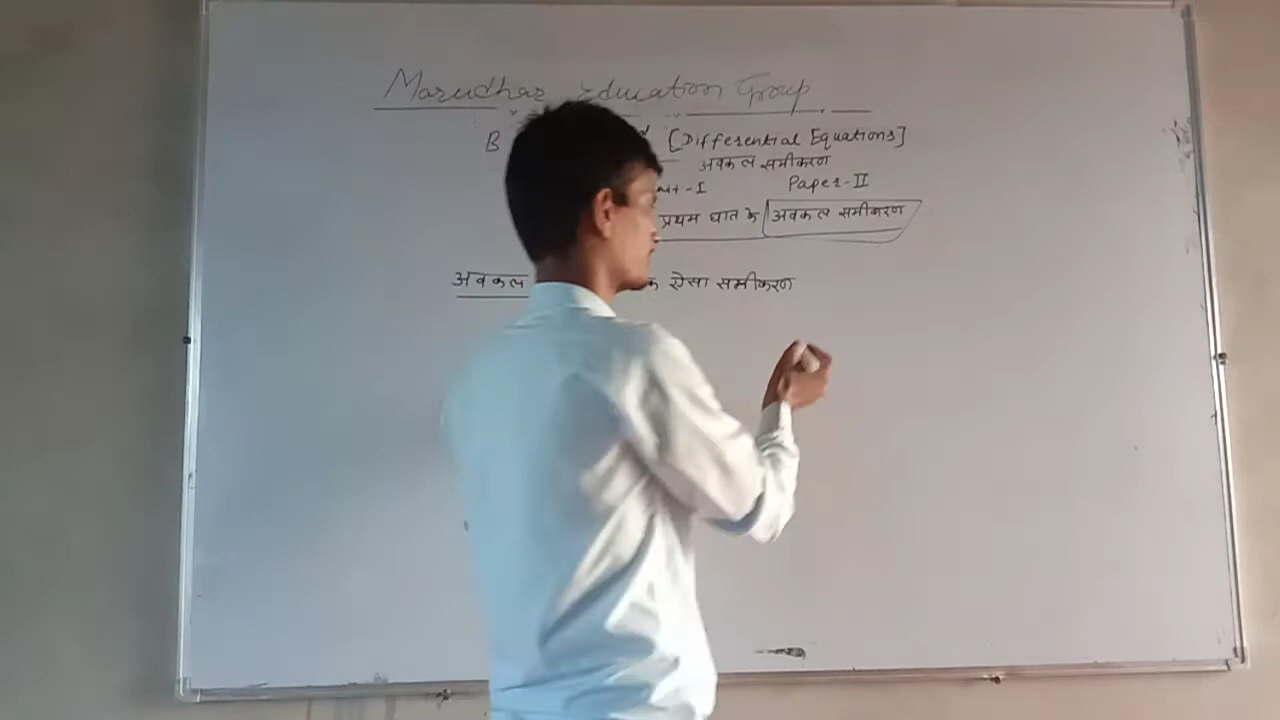 Marudhar Education Group
B [Differential Equations]
अवकल समीकरण
Paper-II
प्रथम घात के अवकल समीकरण
अवकल ऐसा समीकरण